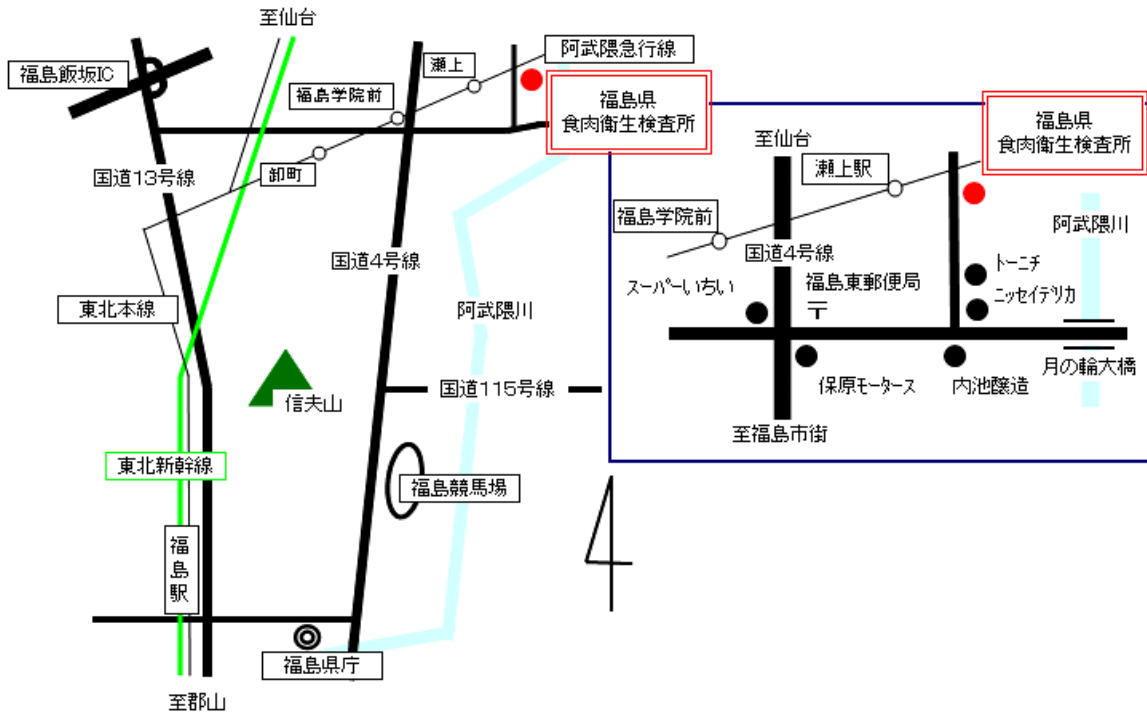 至仙台
福島飯坂IC
阿武隈急行線
瀬上
福島学院前
福島県
食肉衛生検査所
卸町
国道13号線
国道4号線
東北本線
阿武隈川
信夫山
国道115号線
東北新幹線
福島競馬場
福島駅
福島県庁
至郡山
福島県
食肉衛生検査所
至仙台
瀬上駅
福島学院前
阿武隈川
国道4号線
スーパーいちい
福島東郵便局
〒
トーニチ
ニッセイデリカ
保原モータース
内池醸造
月の輪大橋
至福島市街